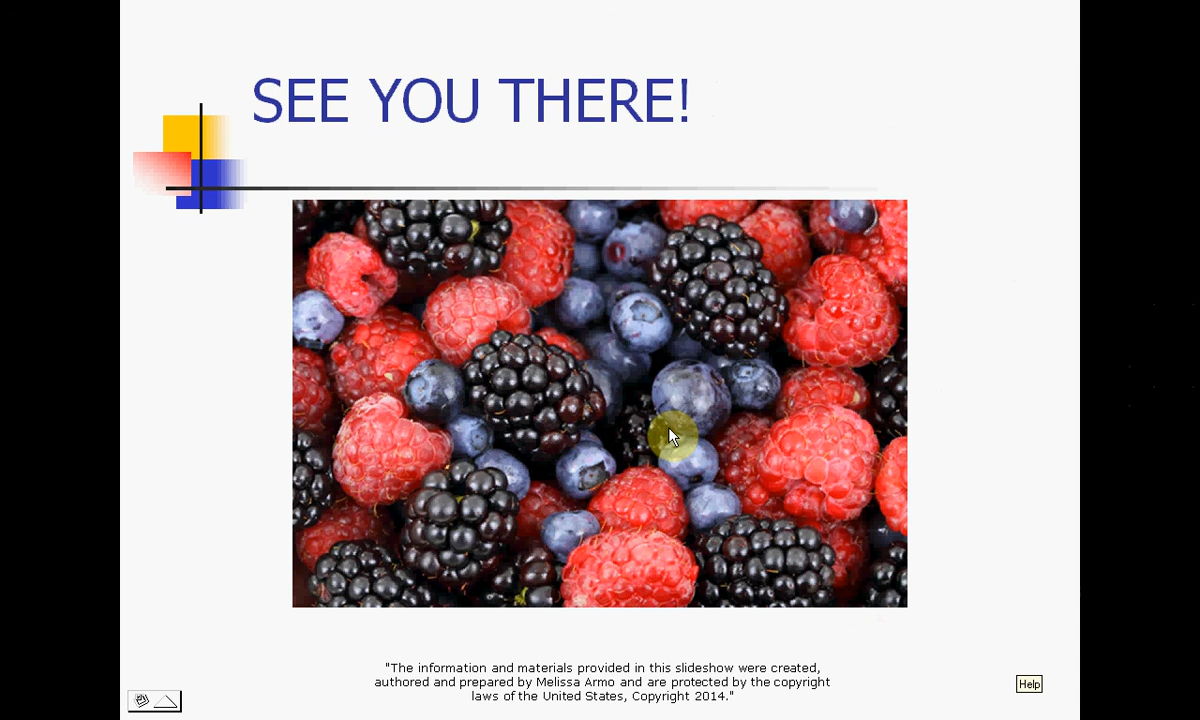 SEE YOU THERE!
"The information and materials provided in this slideshow were created,
authored and prepared by Melissa Armo and are protected by the copyright
laws of the United States, Copyright 2014."
Help